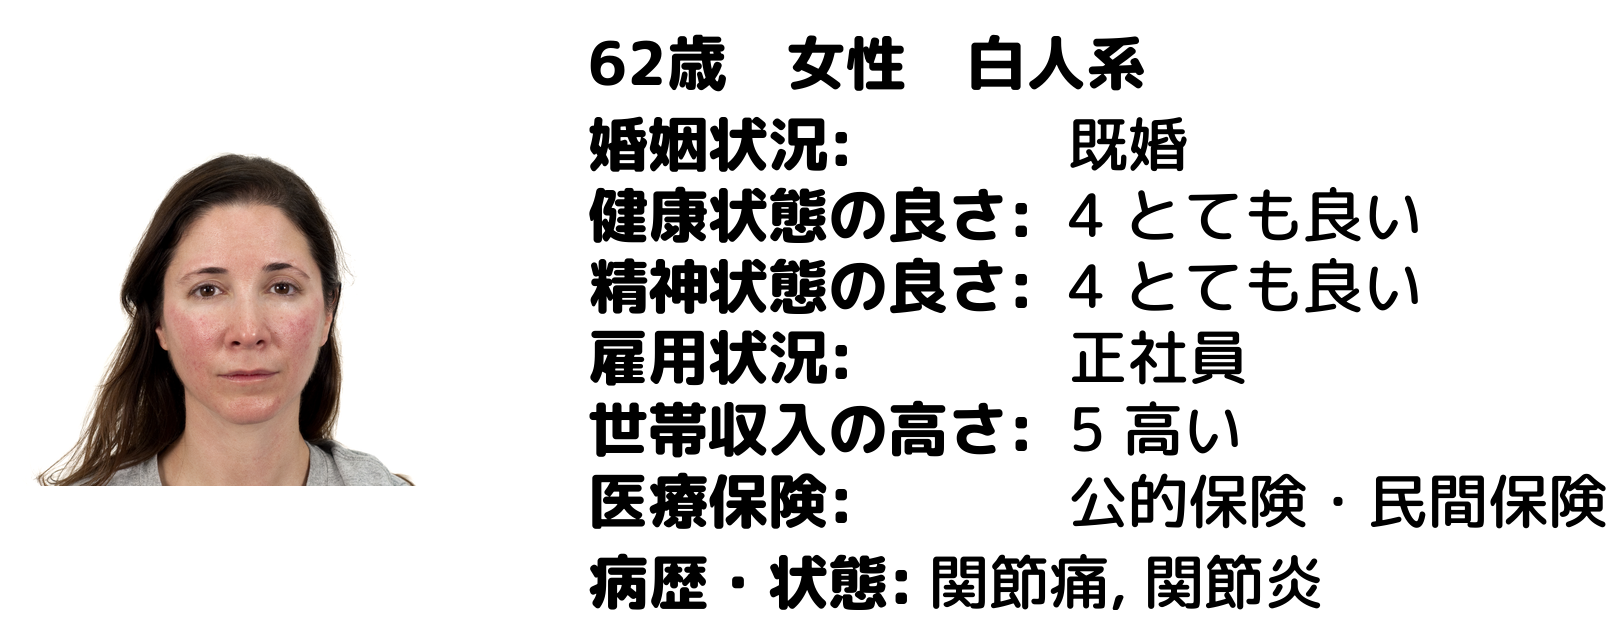 62歳　女性　白人系
婚姻状況: 既婚
健康状態の良さ: 4 とても良い
精神状態の良さ: 4 とても良い
雇用状況: 正社員
世帯収入の高さ: 5 高い
医療保険: 公的保険・民間保険
病歴・状態: 関節痛, 関節炎